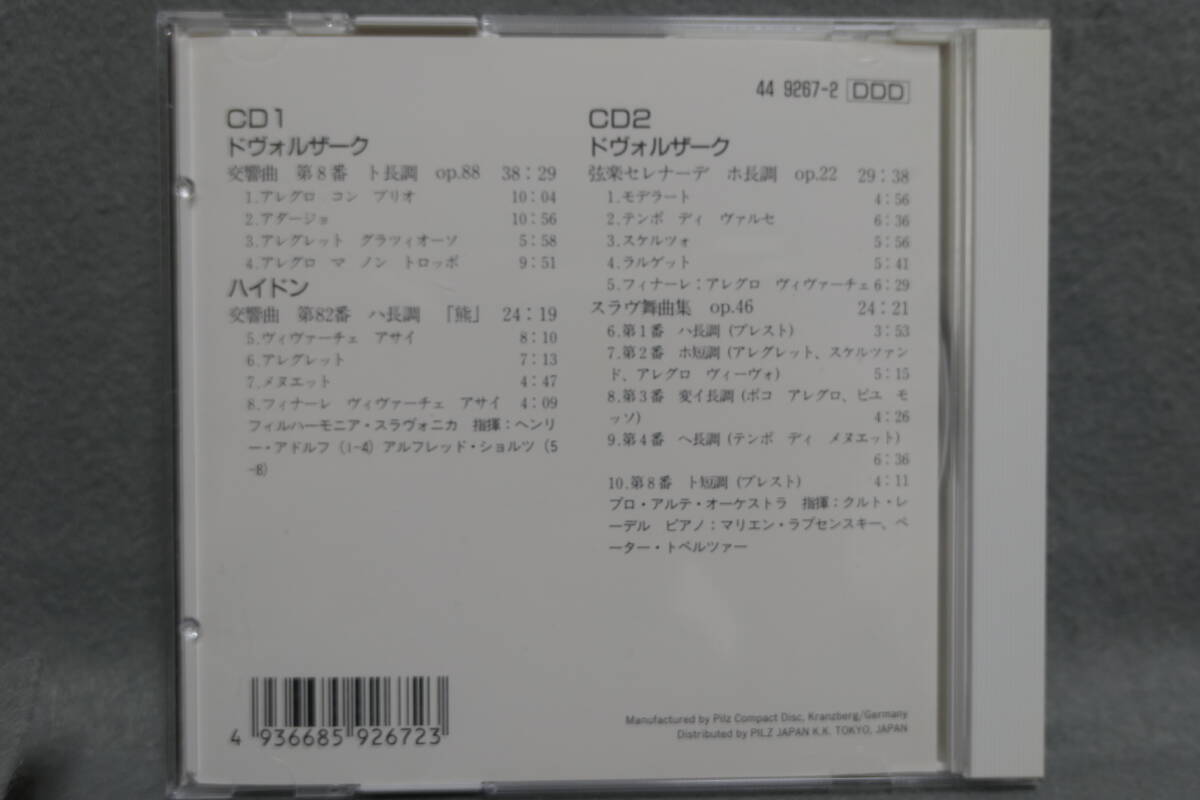 44 9267-2 DDD
CD1
ドヴォルザーク
交響曲 第8番 ト長調 op.88 38:29
1.アレグロ コン ブリオ 10:04
2.アダージョ 10:56
3.アレグレット グラツィオーソ 5:58
4.アレグロ マ ノン トロッポ 9:51
ハイドン
交響曲 第82番 ハ長調 「熊」 24:19
5.ヴィヴァーチェ アサイ 8:10
6.アレグレット 7:13
7.メヌエット 4:47
8.フィナーレ ヴィヴァーチェ アサイ 4:09
フィルハーモニア・スラヴォニカ 指揮:ヘンリ
ー・アドルフ (1-4) アルフレッド・ショルツ (5
-8)
CD2
ドヴォルザーク
弦楽セレナーデ ホ長調 op.22 29:38
1.モデラート 4:56
2.テンポ ディ ヴァルセ 6:36
3.スケルツォ 5:56
4.ラルゲット 5:41
5.フィナーレ:アレグロ ヴィヴァーチェ 6:29
スラヴ舞曲集 op.46 24:21
6.第1番 ハ長調 (プレスト) 3:53
7.第2番 ホ短調 (アレグレット、スケルツァン
ド、アレグロ ヴィーヴォ) 5:15
8.第3番 変イ長調 (ポコ アレグロ、ピユ モ
ッソ) 4:26
9.第4番 ヘ長調 (テンポ ディ メヌエット)
6:36
10.第8番 ト短調 (プレスト) 4:11
プロ・アルテ・オーケストラ 指揮:クルト・レ
ーデル ピアノ:マリエン・ラプセンスキー、ペ
ーター・トペルツァー
4 936685 926723
Manufactured by Pilz Compact Disc, Kranzberg/Germany
Distributed by PILZ JAPAN K.K. TOKYO, JAPAN